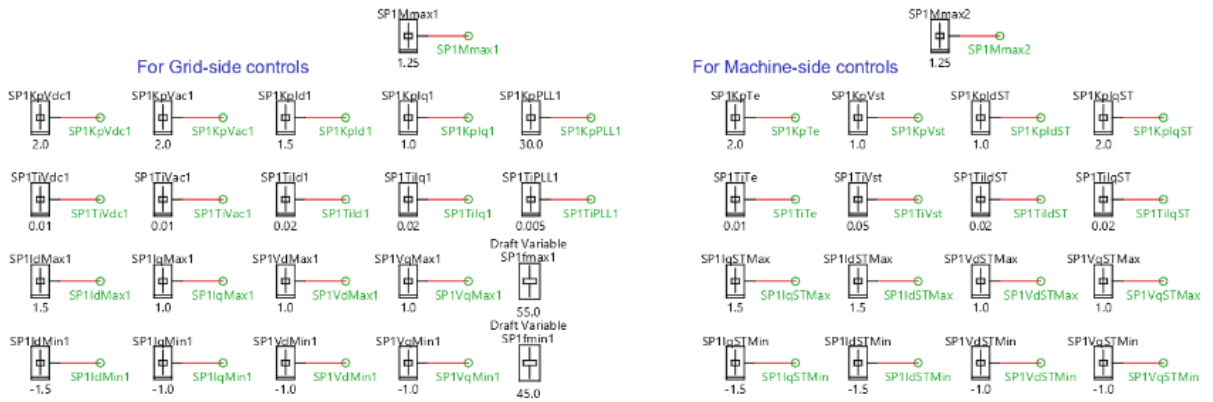 SP1Mmax1
SP1Mmax1
1.25
SP1Mmax2
SP1Mmax2
1.25
For Grid-side controls
For Machine-side controls
SP1KpVdc1 SP1KpVac1 SP1KpId1 SP1KpIq1 SP1KpPLL1
SP1KpVdc1 SP1KpVac1 SP1KpId1 SP1KpIq1 SP1KpPLL1
2.0 2.0 1.5 1.0 30.0
SP1KpTe SP1KpVst SP1KpIdST SP1KpIqST
SP1KpTe SP1KpVst SP1KpIdST SP1KpIqST
2.0 1.0 1.0 2.0
SP1TiVdc1 SP1TiVac1 SP1TiId1 SP1TiIq1 SP1TiPLL1
SP1TiVdc1 SP1TiVac1 SP1TiId1 SP1TiIq1 SP1TiPLL1
0.01 0.01 0.02 0.02 0.005
SP1TiTe SP1TiVst SP1TiIdST SP1TiIqST
SP1TiTe SP1TiVst SP1TiIdST SP1TiIqST
0.01 0.05 0.02 0.02
Draft Variable
SP1IdMax1 SP1IqMax1 SP1VdMax1 SP1VqMax1 SP1fmax1
SP1IdMax1 SP1IqMax1 SP1VdMax1 SP1VqMax1
1.5 1.0 1.0 1.0 55.0
SP1IqSTMax SP1IdSTMax SP1VdSTMax SP1VqSTMax
SP1IqSTMax SP1IdSTMax SP1VdSTMax SP1VqSTMax
1.5 1.5 1.0 1.0
Draft Variable
SP1IdMin1 SP1IqMin1 SP1VdMin1 SP1VqMin1 SP1fmin1
SP1IdMin1 SP1IqMin1 SP1VdMin1 SP1VqMin1
-1.5 -1.0 -1.0 -1.0 45.0
SP1IqSTMin SP1IdSTMin SP1VdSTMin SP1VqSTMin
SP1IqSTMin SP1IdSTMin SP1VdSTMin SP1VqSTMin
-1.5 -1.5 -1.0 -1.0